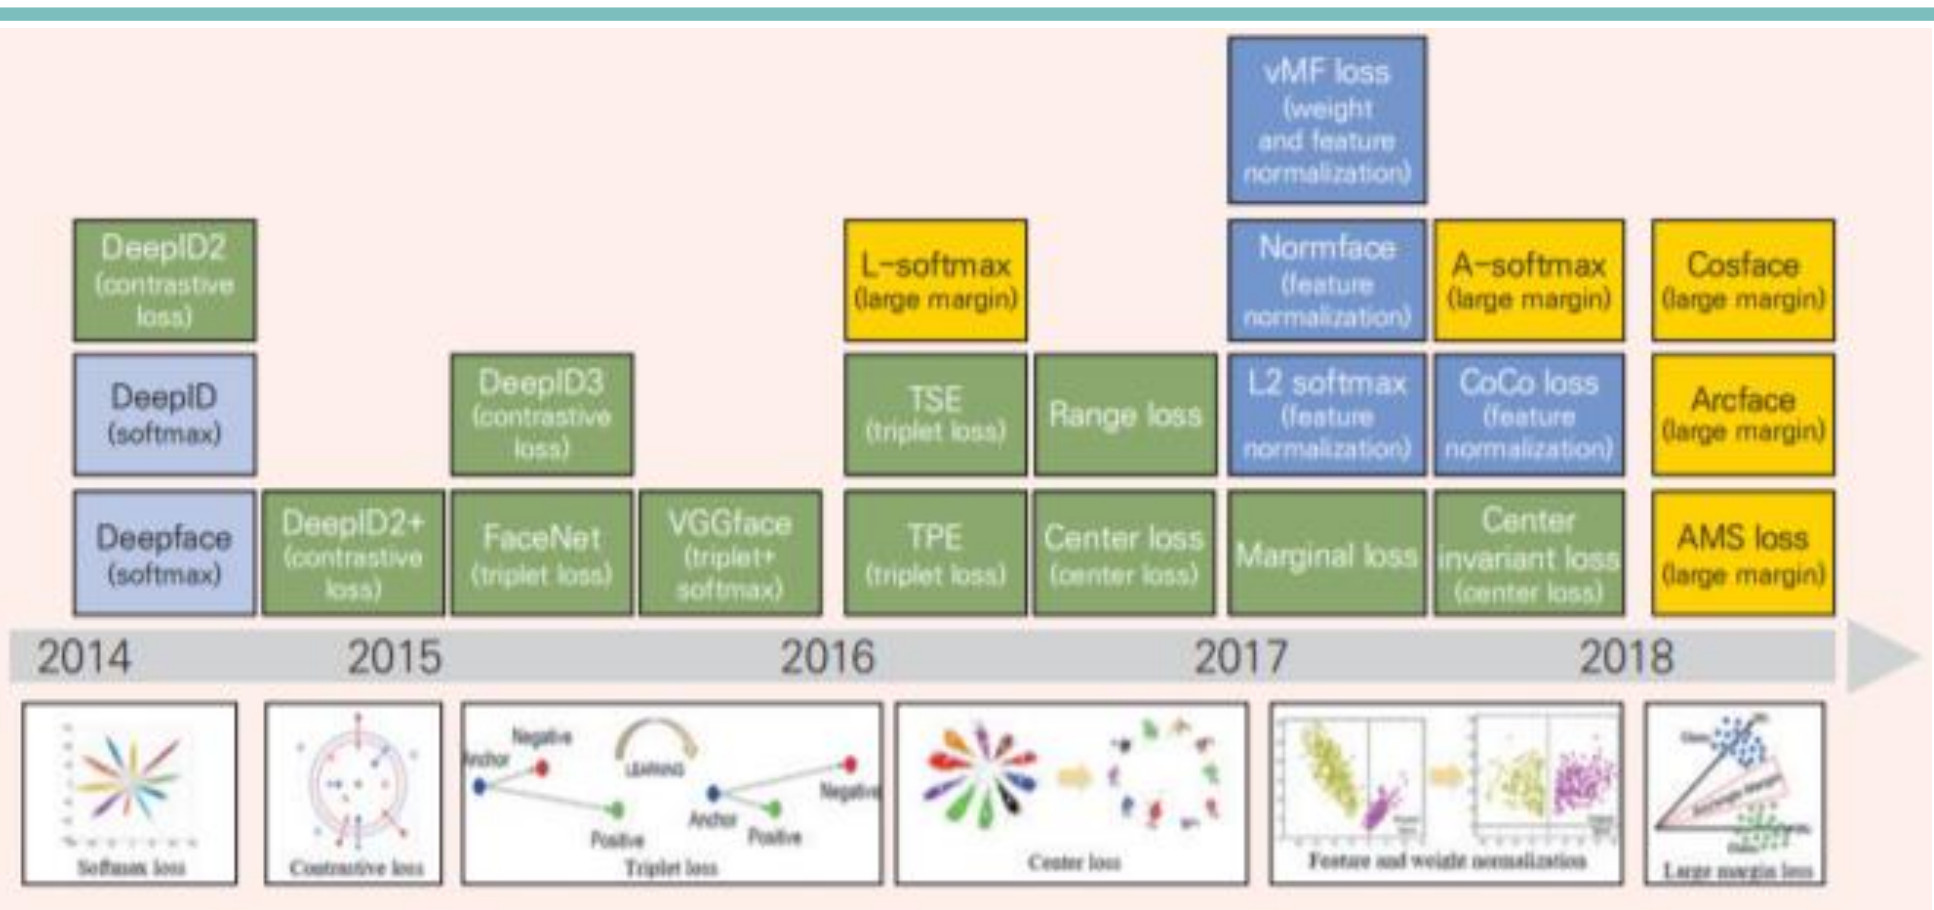 vMF loss
(weight
and feature
normalization)
DeepID2
(contrastive
loss)
L-softmax
(large margin)
Normface
(feature
normalization)
A-softmax
(large margin)
Cosface
(large margin)
DeepID
(softmax)
DeepID3
(contrastive
loss)
TSE
(triplet loss)
Range loss
L2 softmax
(feature
normalization)
CoCo loss
(feature
normalization)
Arcface
(large margin)
Deepface
(softmax)
DeepID2+
(contrastive
loss)
FaceNet
(triplet loss)
VGGface
(triplet+
softmax)
TPE
(triplet loss)
Center loss
(center loss)
Marginal loss
Center
invariant loss
(center loss)
AMS loss
(large margin)
2014 2015 2016 2017 2018
Softmax loss
Contrastive loss
Anchor
Negative
Positive
LEARNING
Anchor
Positive
Negative
Triplet loss
Center loss
Feature and weight normalization
Large margin loss